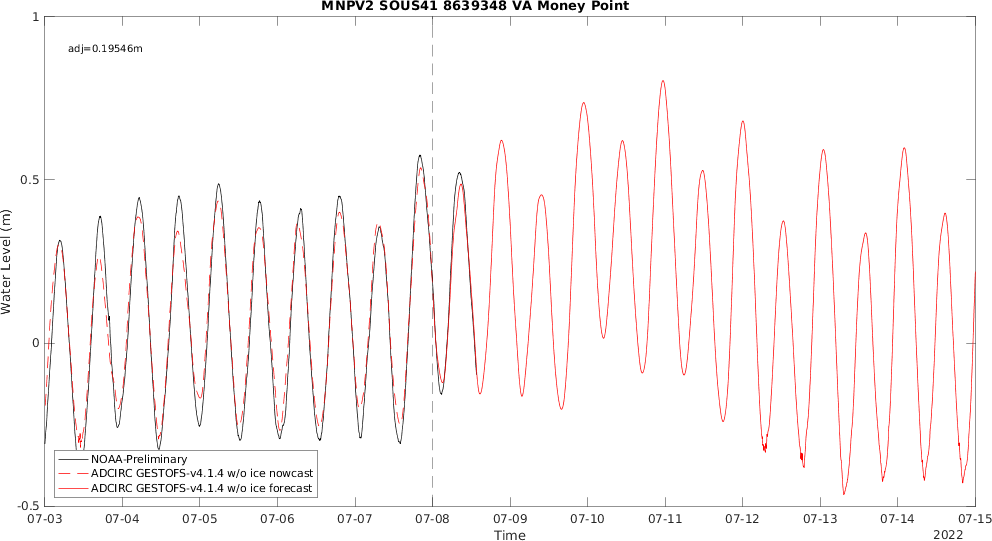 MNPV2 SOUS41 8639348 VA Money Point
1
adj=0.19546m
0.5
Water Level (m)
0
NOAA-Preliminary
ADCIRC GESTOFS-v4.1.4 w/o ice nowcast
ADCIRC GESTOFS-v4.1.4 w/o ice forecast
-0.5
07-03 07-04 07-05 07-06 07-07 07-08 07-09 07-10 07-11 07-12 07-13 07-14 07-15
Time
2022